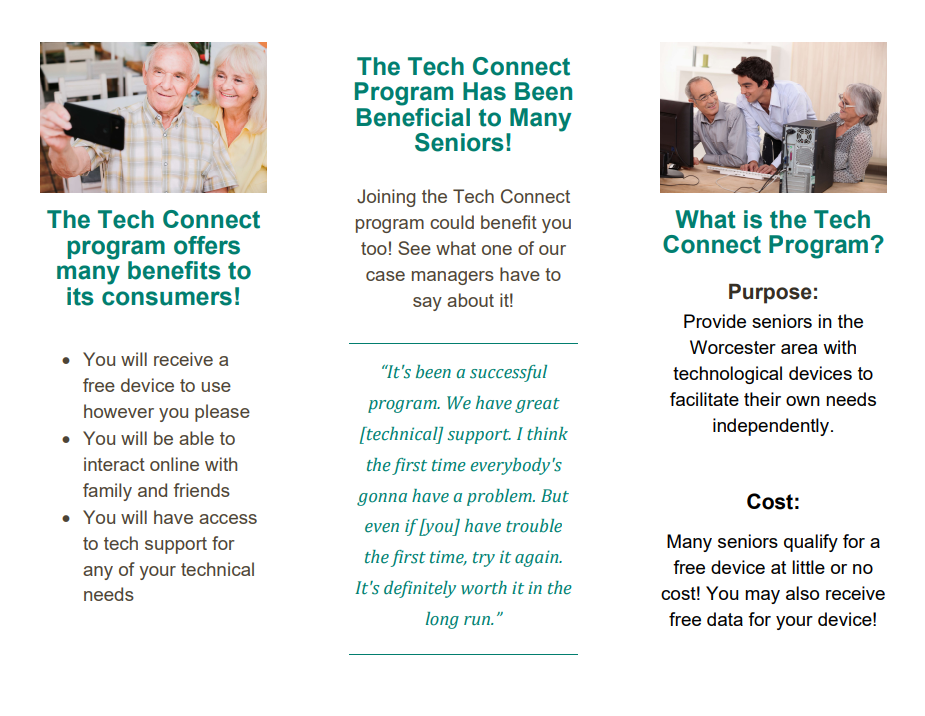 The Tech Connect
program offers
many benefits to
its consumers!
• You will receive a
free device to use
however you please
• You will be able to
interact online with
family and friends
• You will have access
to tech support for
any of your technical
needs
The Tech Connect
Program Has Been
Beneficial to Many
Seniors!
Joining the Tech Connect
program could benefit you
too! See what one of our
case managers have to
say about it!
“It's been a successful
program. We have great
[technical] support. I think
the first time everybody's
gonna have a problem. But
even if [you] have trouble
the first time, try it again.
It's definitely worth it in the
long run.”
What is the Tech
Connect Program?
Purpose:
Provide seniors in the
Worcester area with
technological devices to
facilitate their own needs
independently.
Cost:
Many seniors qualify for a
free device at little or no
cost! You may also receive
free data for your device!